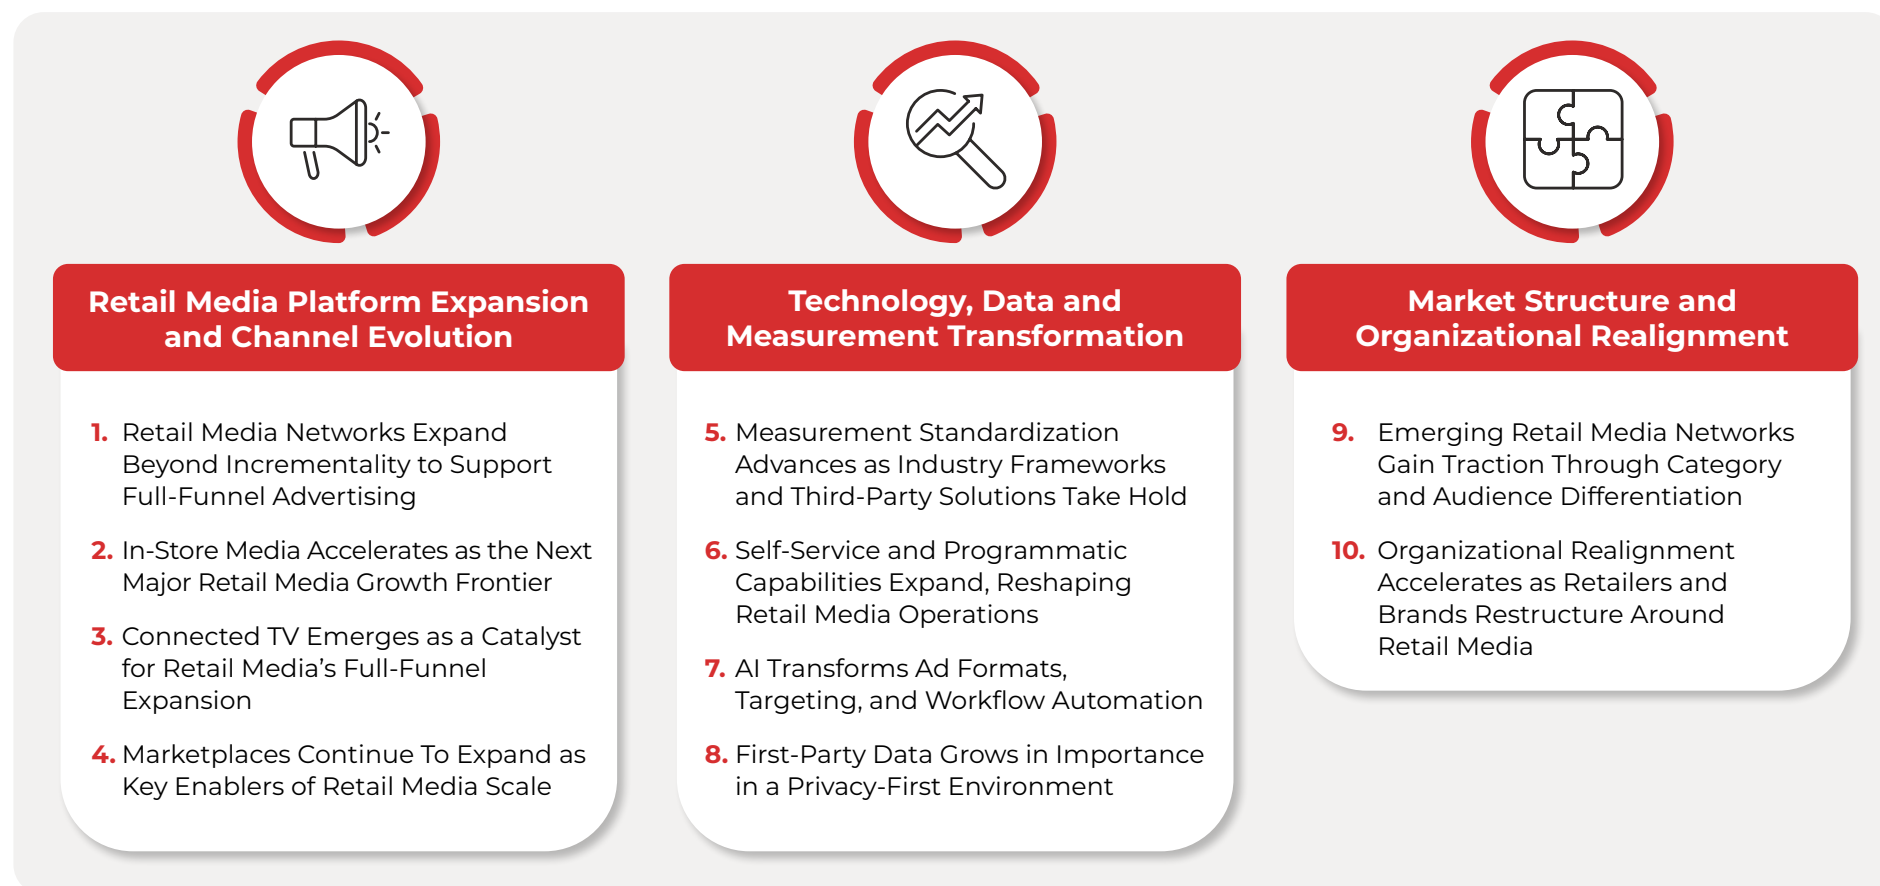 Retail Media Platform Expansion
and Channel Evolution
1. Retail Media Networks Expand
Beyond Incrementality to Support
Full-Funnel Advertising
2. In-Store Media Accelerates as the Next
Major Retail Media Growth Frontier
3. Connected TV Emerges as a Catalyst
for Retail Media’s Full-Funnel
Expansion
4. Marketplaces Continue To Expand as
Key Enablers of Retail Media Scale
Technology, Data and
Measurement Transformation
5. Measurement Standardization
Advances as Industry Frameworks
and Third-Party Solutions Take Hold
6. Self-Service and Programmatic
Capabilities Expand, Reshaping
Retail Media Operations
7. AI Transforms Ad Formats,
Targeting, and Workflow Automation
8. First-Party Data Grows in Importance
in a Privacy-First Environment
Market Structure and
Organizational Realignment
9. Emerging Retail Media Networks
Gain Traction Through Category
and Audience Differentiation
10. Organizational Realignment
Accelerates as Retailers and
Brands Restructure Around
Retail Media